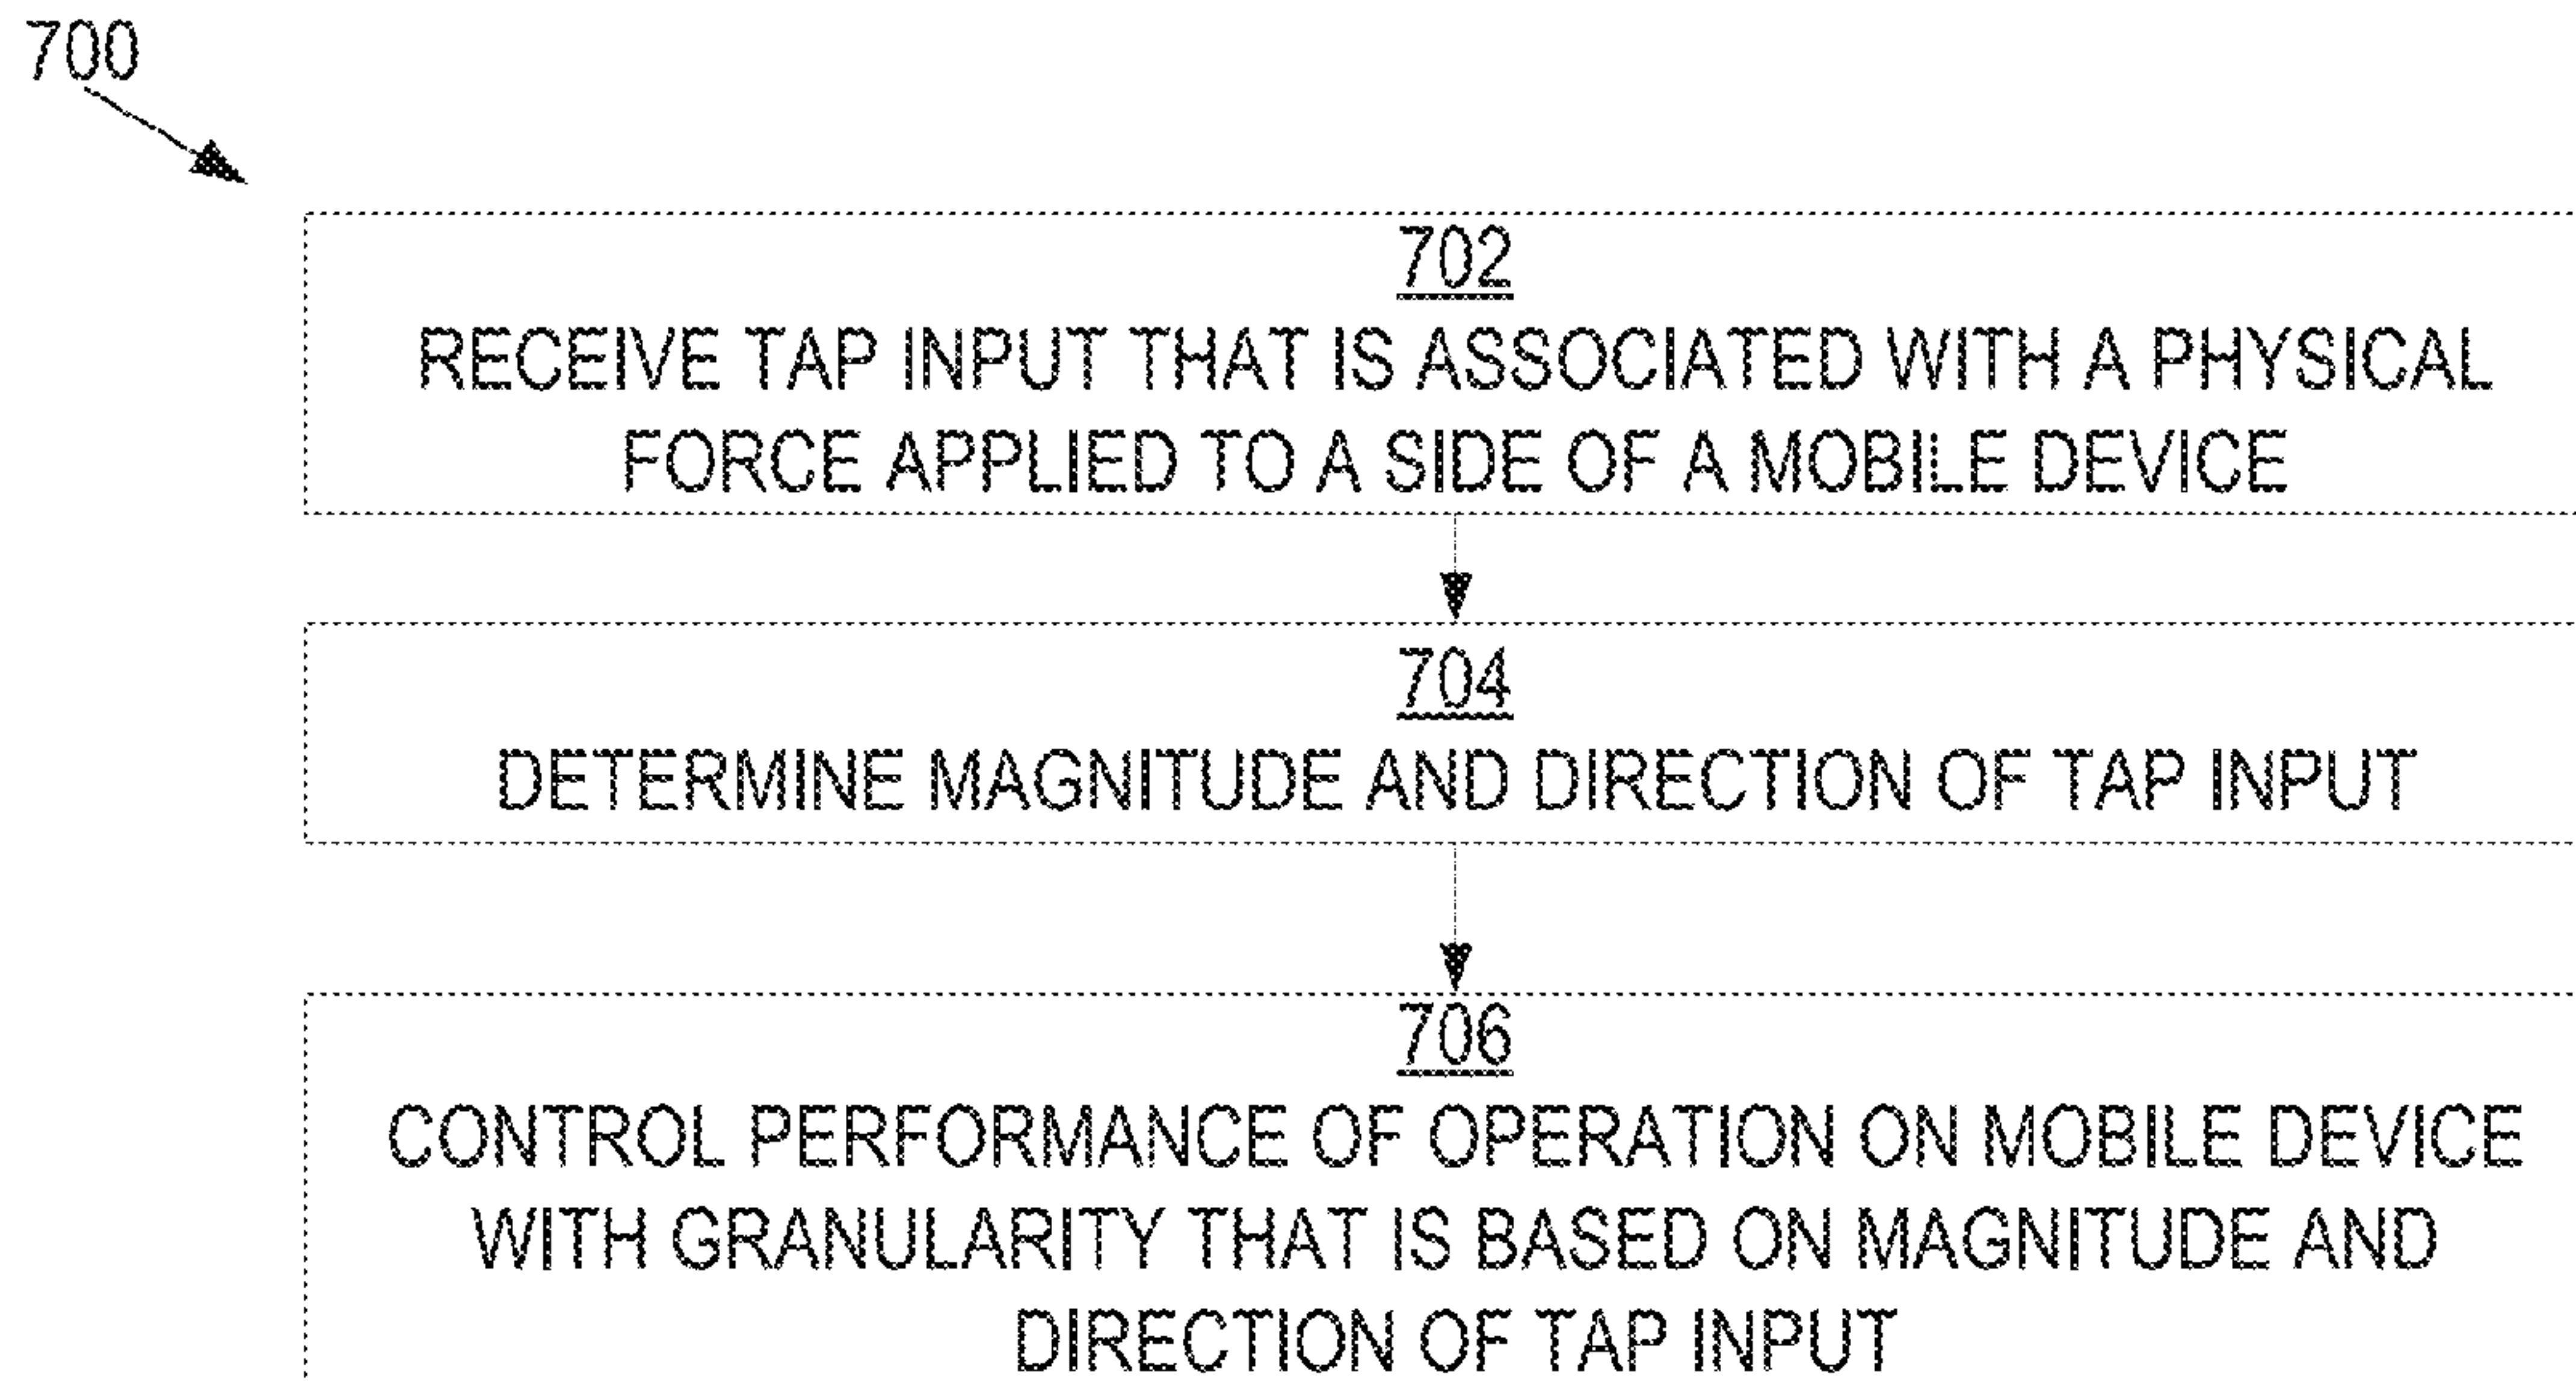 700
702
RECEIVE TAP INPUT THAT IS ASSOCIATED WITH A PHYSICAL
FORCE APPLIED TO A SIDE OF A MOBILE DEVICE
704
DETERMINE MAGNITUDE AND DIRECTION OF TAP INPUT
706
CONTROL PERFORMANCE OF OPERATION ON MOBILE DEVICE
WITH GRANULARITY THAT IS BASED ON MAGNITUDE AND
DIRECTION OF TAP INPUT